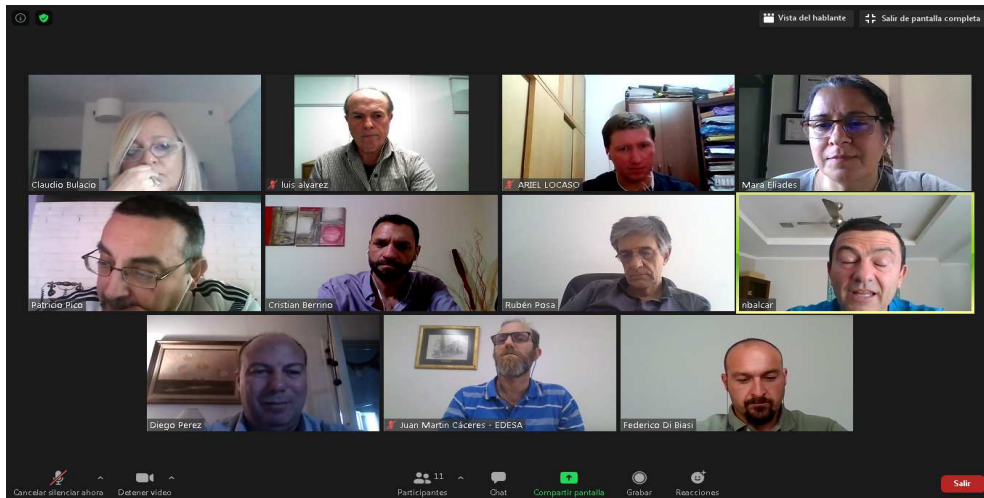 Vista del hablante
Salir de pantalla completa
Claudio Bulacio
luis alvarez
ARIEL LOCASO
Mara Eliades
Patricio Pico
Cristian Berrino
Rubén Posa
nbalcar
Diego Perez
Juan Martin Cáceres - EDESA
Federico Di Biasi
Cancelar silenciar ahora
Detener video
11
Participantes
Chat
Compartir pantalla
Grabar
Reacciones
Salir